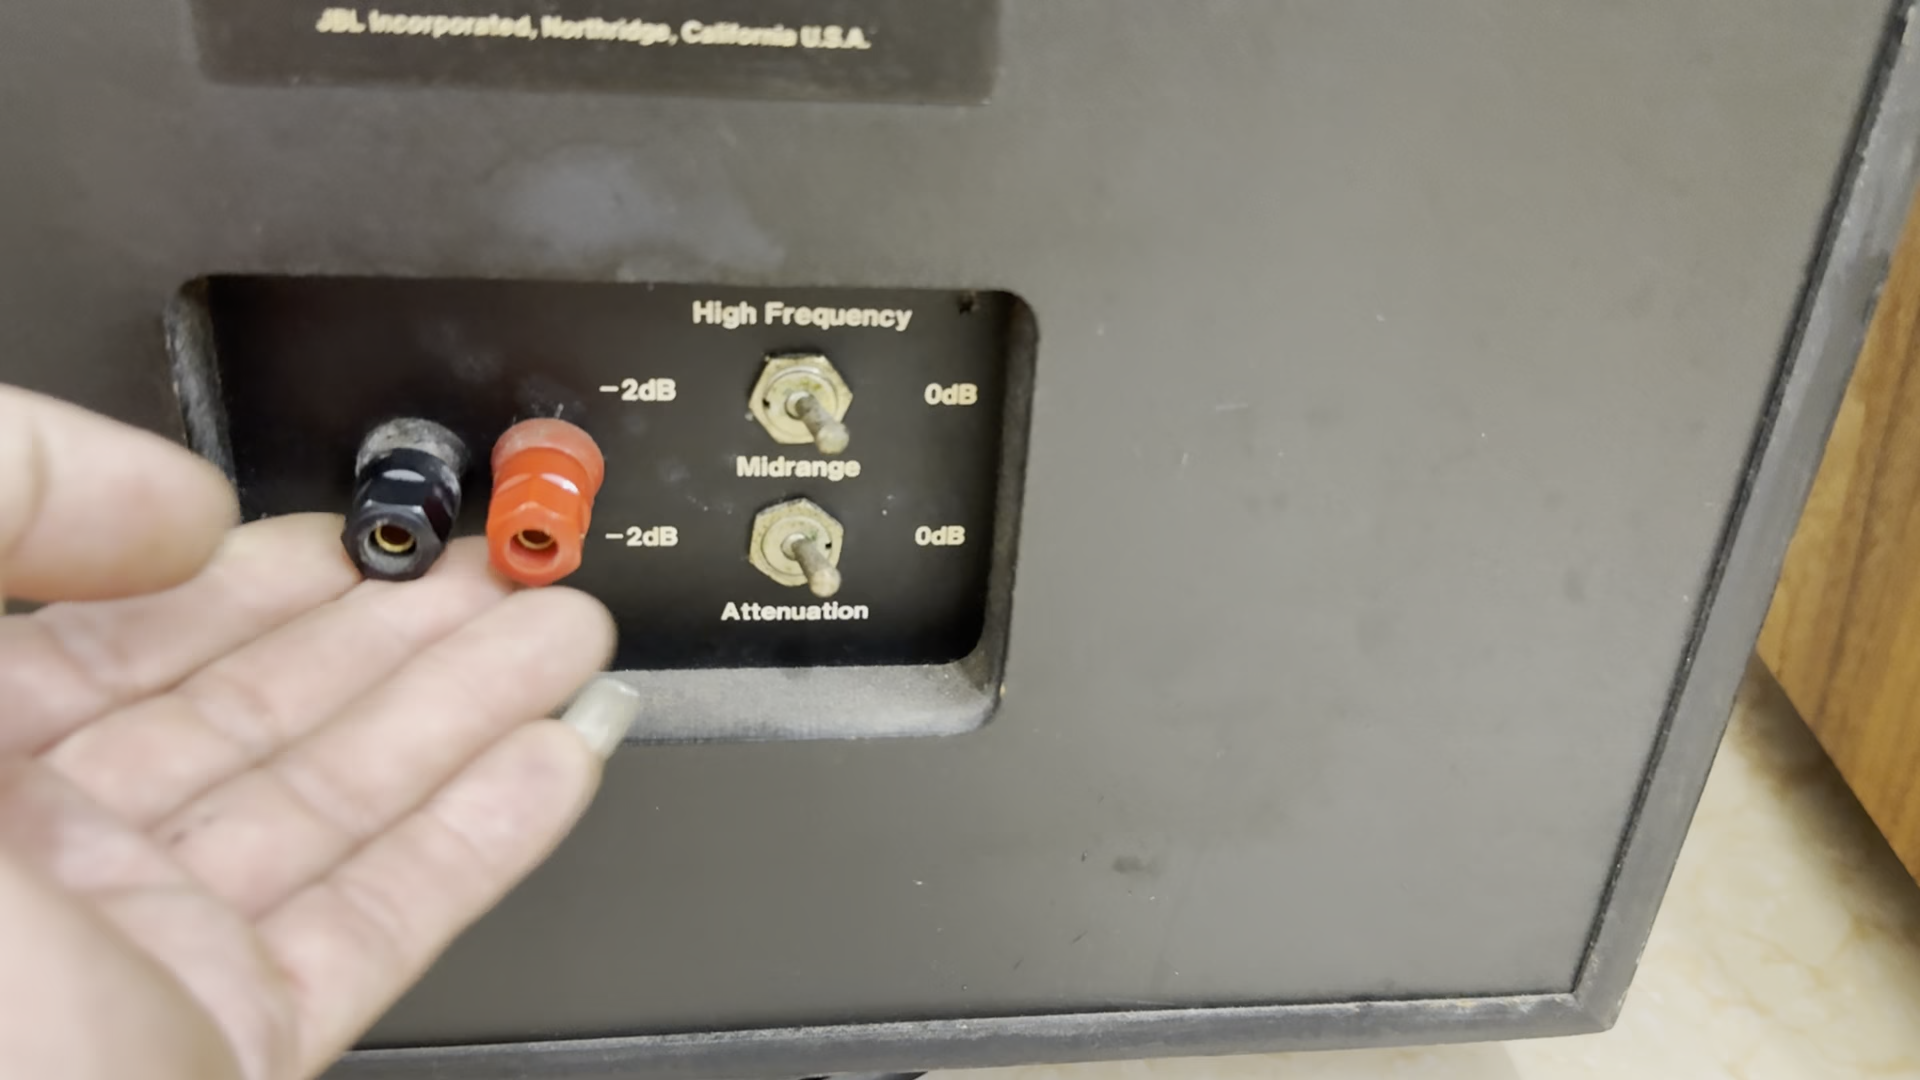 JBL Incorporated, Northridge, California U.S.A.
High Frequency
−2dB 0dB
Midrange
−2dB 0dB
Attenuation